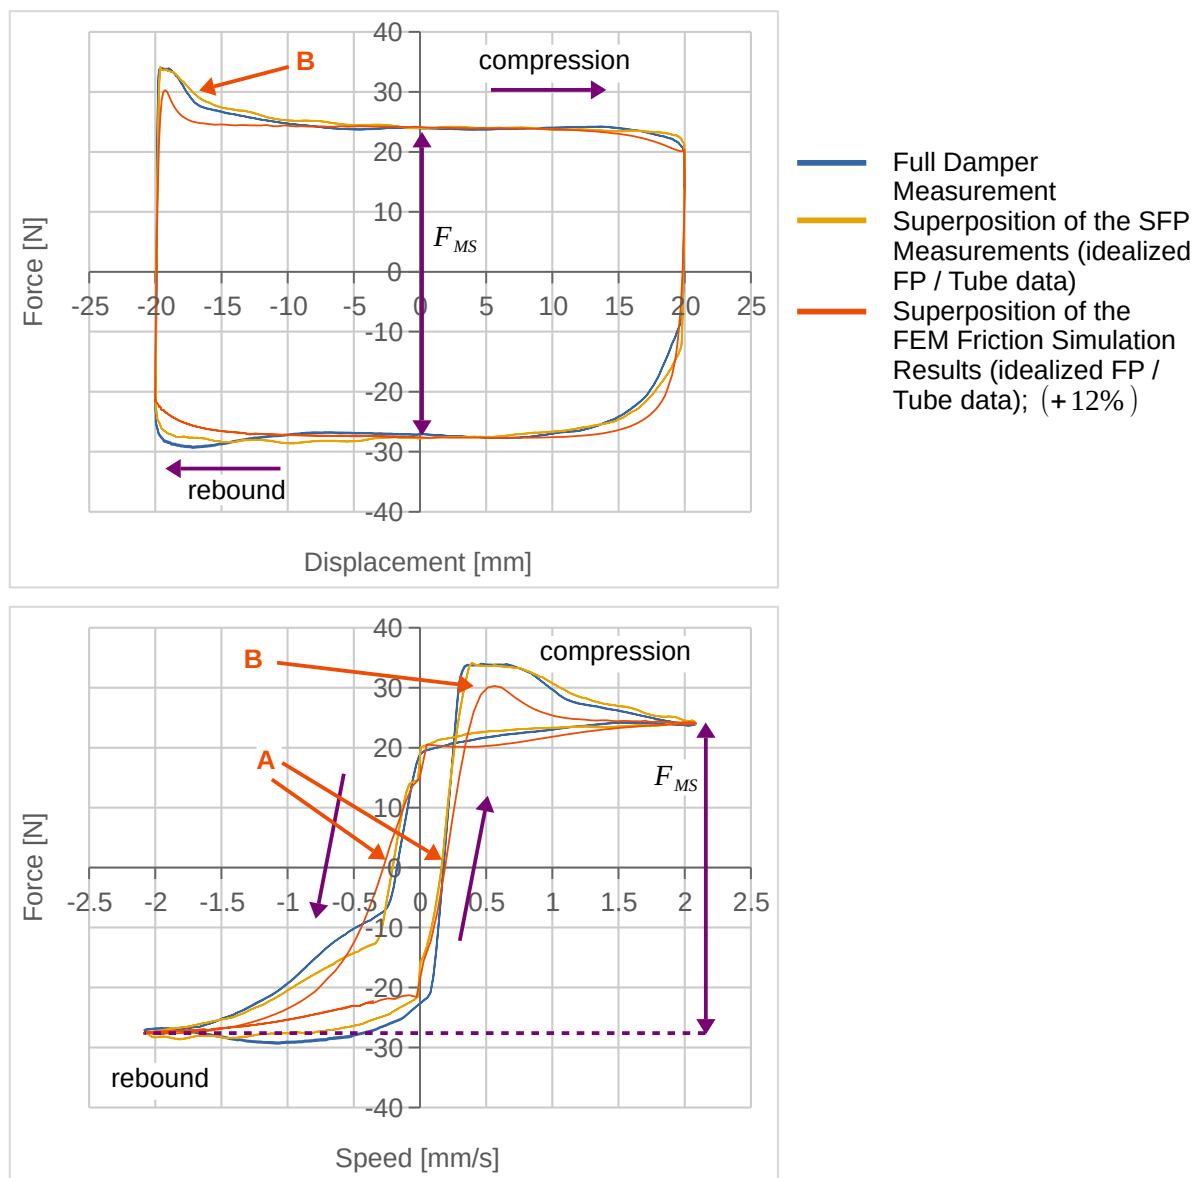 40
B
compression
30
20
10
F MS
0
-25 -20 -15 -10 -5 0 5 10 15 20 25
-10
-20
-30
rebound
-40
Force [N]
Displacement [mm]
Full Damper
Measurement
Superposition of the SFP
Measurements (idealized
FP / Tube data)
Superposition of the
FEM Friction Simulation
Results (idealized FP /
Tube data); (+12%)
40
B
compression
30
20
A
F MS
10
0
-2.5 -2 -1.5 -1 -0.5 0 0.5 1 1.5 2 2.5
-10
-20
-30
rebound
-40
Force [N]
Speed [mm/s]